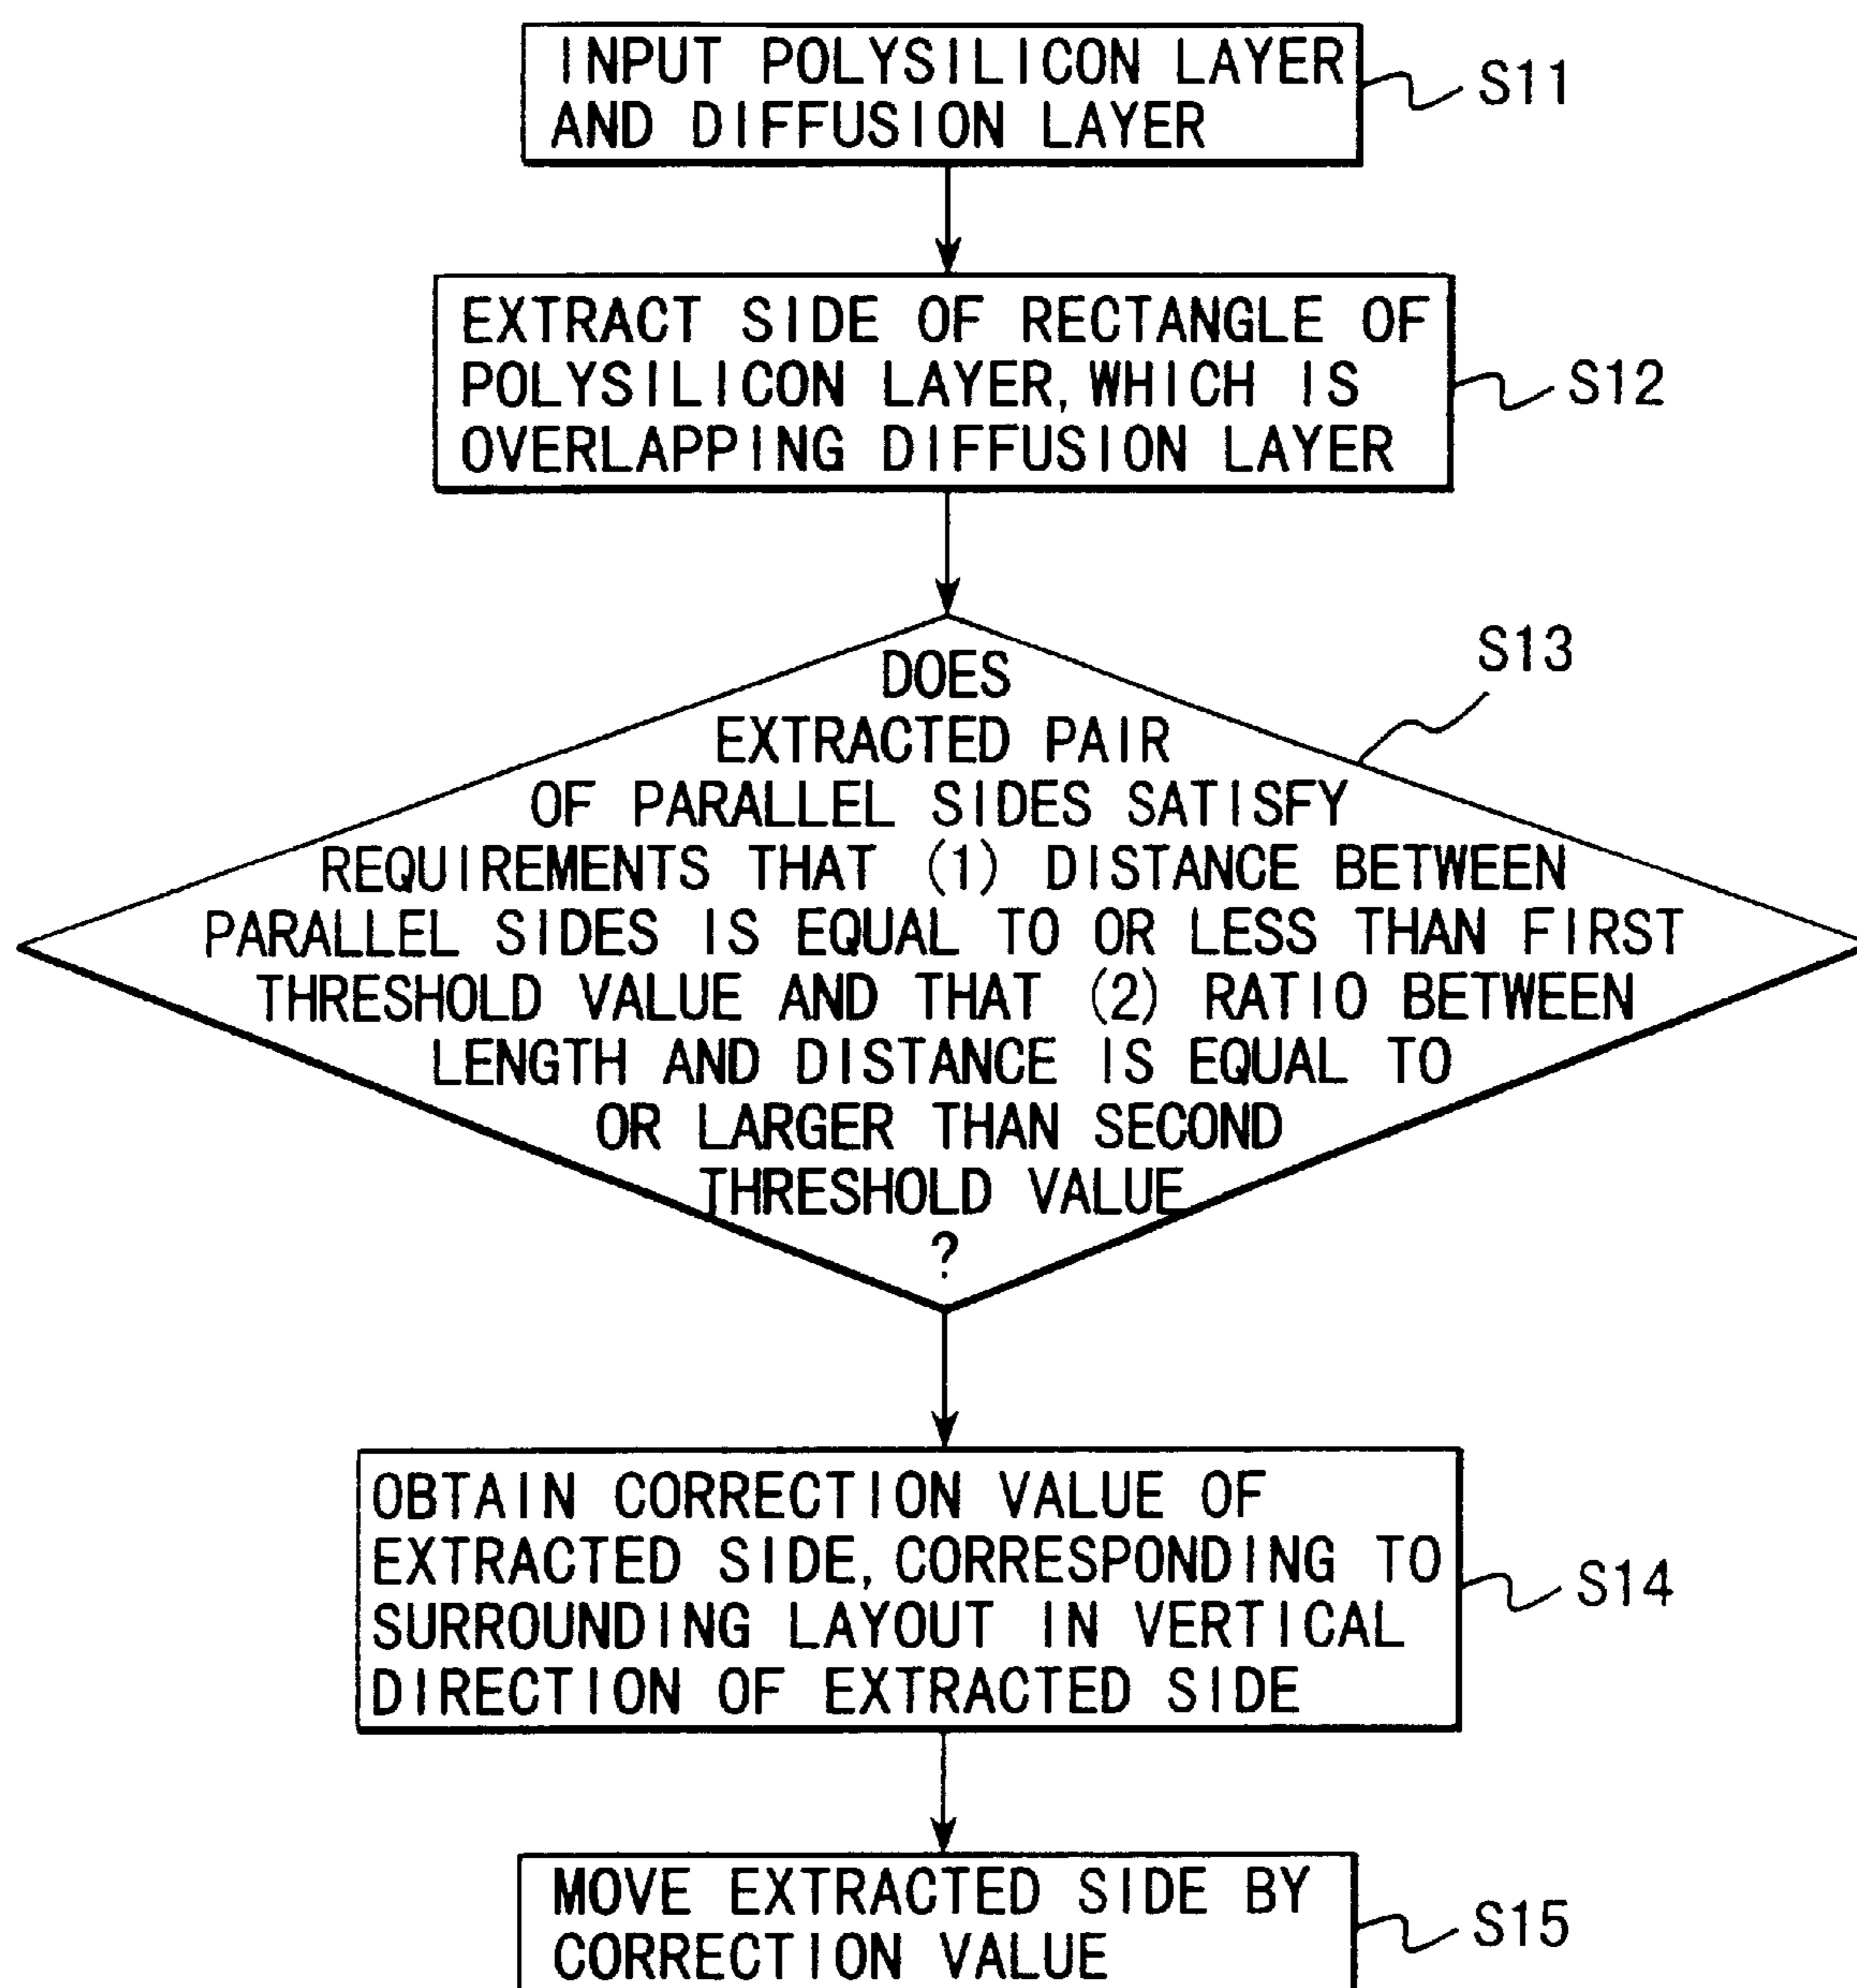 INPUT POLYSILICON LAYER
AND DIFFUSION LAYER
S11
EXTRACT SIDE OF RECTANGLE OF
POLYSILICON LAYER, WHICH IS
OVERLAPPING DIFFUSION LAYER
S12
S13
DOES
EXTRACTED PAIR
OF PARALLEL SIDES SATISFY
REQUIREMENTS THAT (1) DISTANCE BETWEEN
PARALLEL SIDES IS EQUAL TO OR LESS THAN FIRST
THRESHOLD VALUE AND THAT (2) RATIO BETWEEN
LENGTH AND DISTANCE IS EQUAL TO
OR LARGER THAN SECOND
THRESHOLD VALUE
?
OBTAIN CORRECTION VALUE OF
EXTRACTED SIDE, CORRESPONDING TO
SURROUNDING LAYOUT IN VERTICAL
DIRECTION OF EXTRACTED SIDE
S14
MOVE EXTRACTED SIDE BY
CORRECTION VALUE
S15